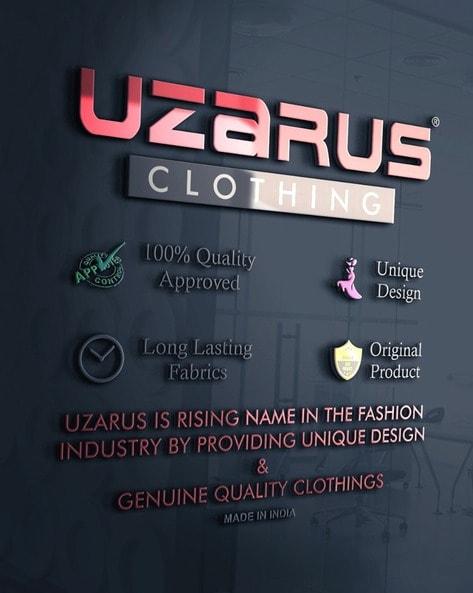 UZARUS®
CLOTHING
100% Quality
Approved
Unique
Design
Long Lasting
Fabrics
Original
Product
UZARUS IS RISING NAME IN THE FASHION
INDUSTRY BY PROVIDING UNIQUE DESIGN
&
GENUINE QUALITY CLOTHINGS
MADE IN INDIA